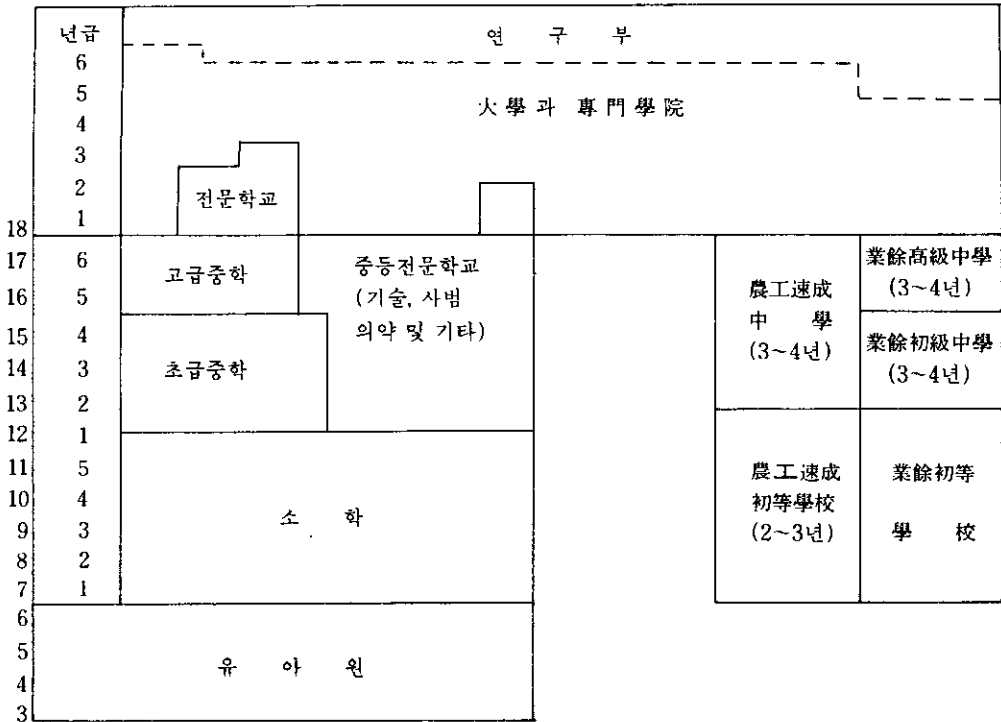 년급
연 구 부
6
5
大學과 專門學院
4
3
2
전문학교
1
18
17 6
고급중학
중등전문학교
(기술, 사범
의약 및 기타)
農工速成
中 學
(3~4년)
業餘高級中學
(3~4년)
16 5
15 4
초급중학
業餘初級中學
(3~4년)
14 3
13 2
12 1
11 5
農工速成
初等學校
(2~3년)
業餘初等
學 校
10 4
소 학
9 3
8 2
7 1
6
5
유 아 원
4
3